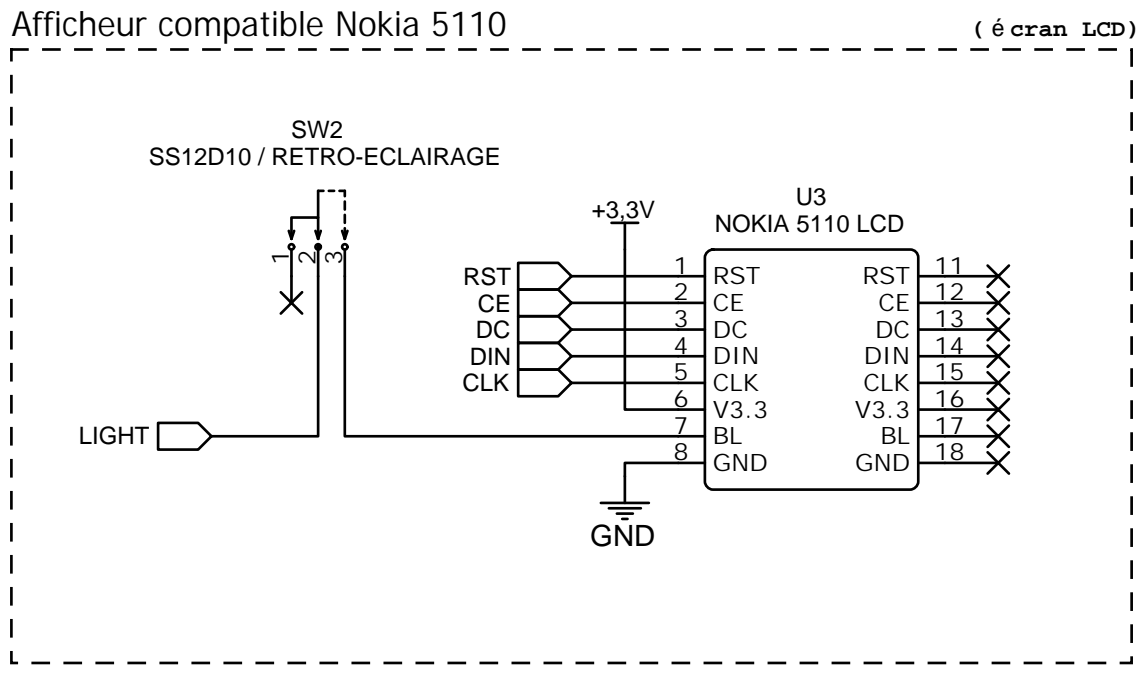 Afficheur compatible Nokia 5110
(écran LCD)
SW2
SS12D10 / RETRO-ECLAIRAGE
1
2
3
LIGHT
+3,3V
U3
NOKIA 5110 LCD
RST 1 RST RST 11
CE 2 CE CE 12
DC 3 DC DC 13
DIN 4 DIN DIN 14
CLK 5 CLK CLK 15
6 V3.3 V3.3 16
7 BL BL 17
8 GND GND 18
GND